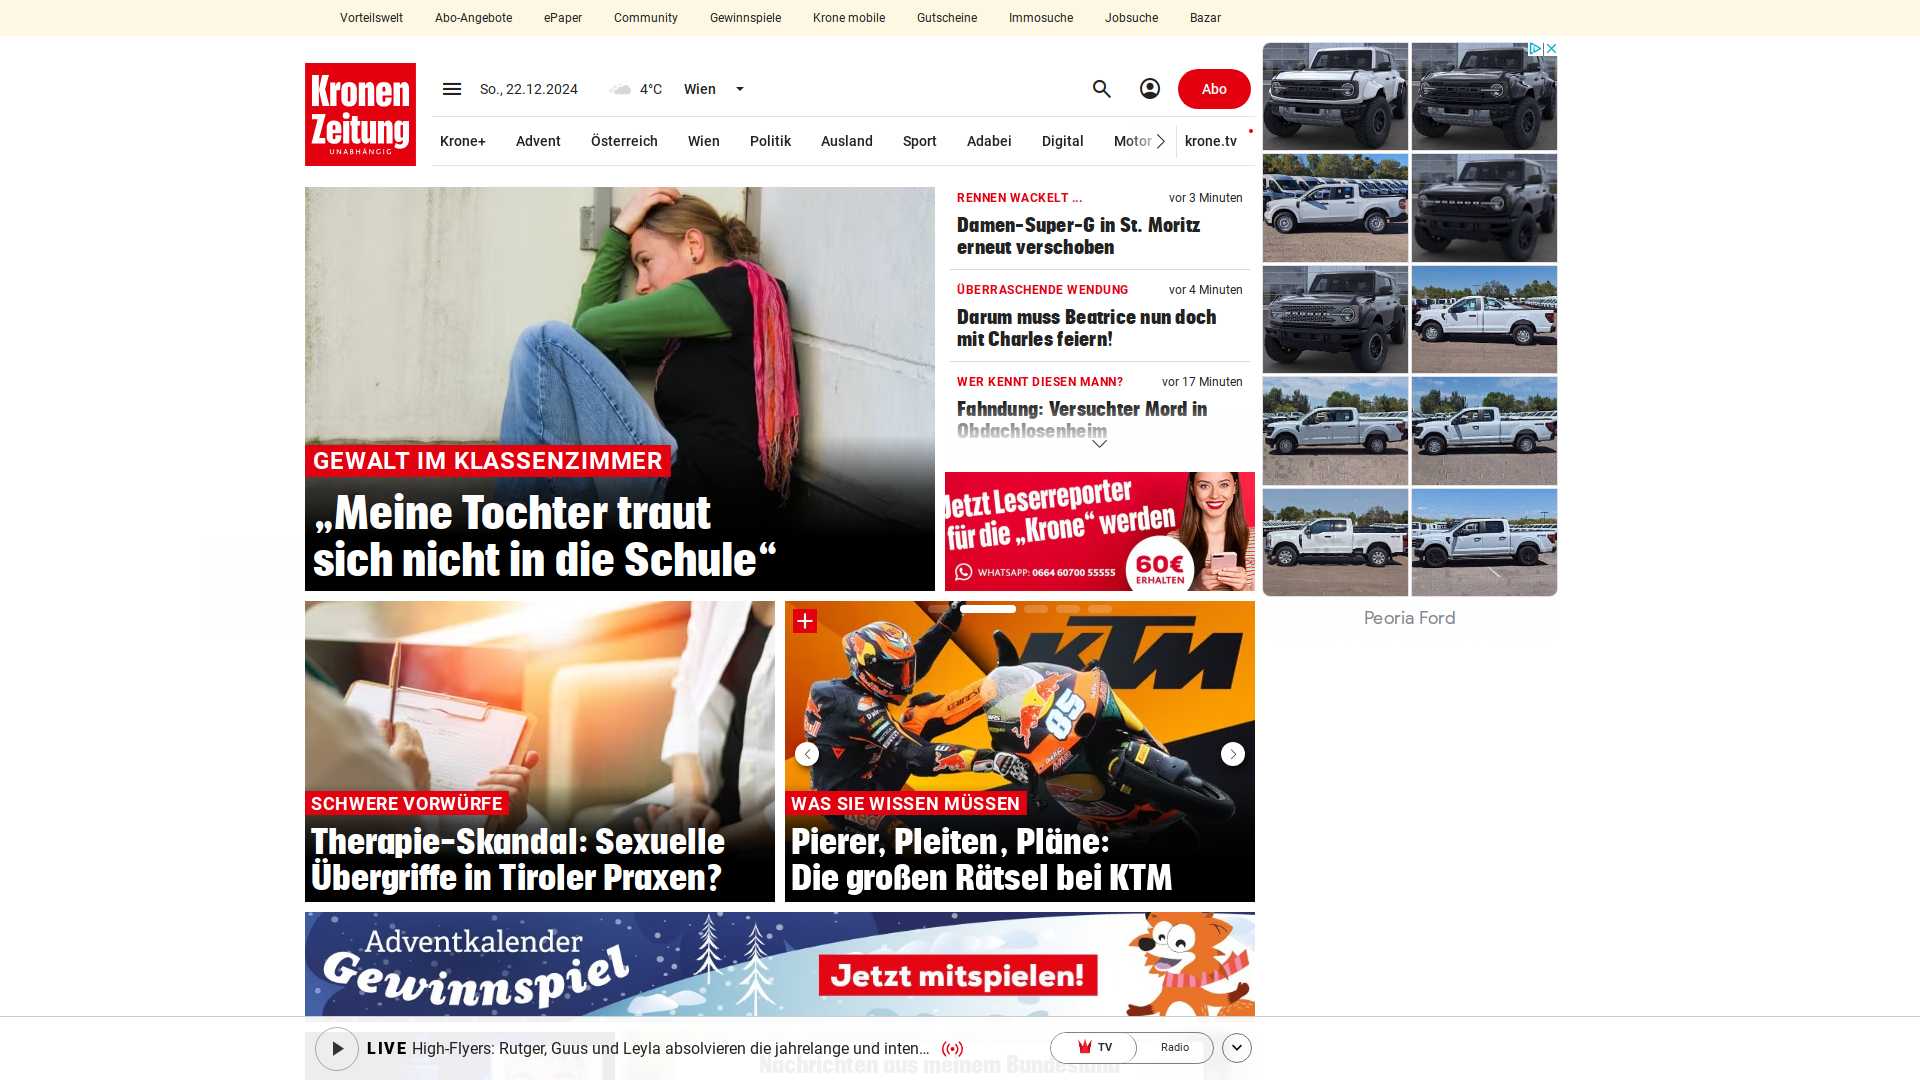 Vorteilswelt
Abo-Angebote
ePaper
Community
Gewinnspiele
Krone mobile
Gutscheine
Immosuche
Jobsuche
Bazar
Kronen
Zeitung
UNABHÄNGIG
So., 22.12.2024
4°C
Wien
Abo
Krone+
Advent
Österreich
Wien
Politik
Ausland
Sport
Adabei
Digital
Motor
krone.tv
GEWALT IM KLASSENZIMMER
„Meine Tochter traut
sich nicht in die Schule“
RENNEN WACKELT ...
vor 3 Minuten
Damen-Super-G in St. Moritz
erneut verschoben
ÜBERRASCHENDE WENDUNG
vor 4 Minuten
Darum muss Beatrice nun doch
mit Charles feiern!
WER KENNT DIESEN MANN?
vor 17 Minuten
Fahndung: Versuchter Mord in
Obdachlosenheim
Jetzt Leserreporter
für die „Krone“ werden
WHATSAPP: 0664 60700 55555
60€
ERHALTEN
Peoria Ford
SCHWERE VORWÜRFE
Therapie-Skandal: Sexuelle
Übergriffe in Tiroler Praxen?
KTM
85
WAS SIE WISSEN MÜSSEN
Pierer, Pleiten, Pläne:
Die großen Rätsel bei KTM
Adventkalender
Gewinnspiel
Jetzt mitspielen!
LIVE High-Flyers: Rutger, Guus und Leyla absolvieren die jahrelange und inten...
TV
Radio
Nachrichten aus meinem Bundesland